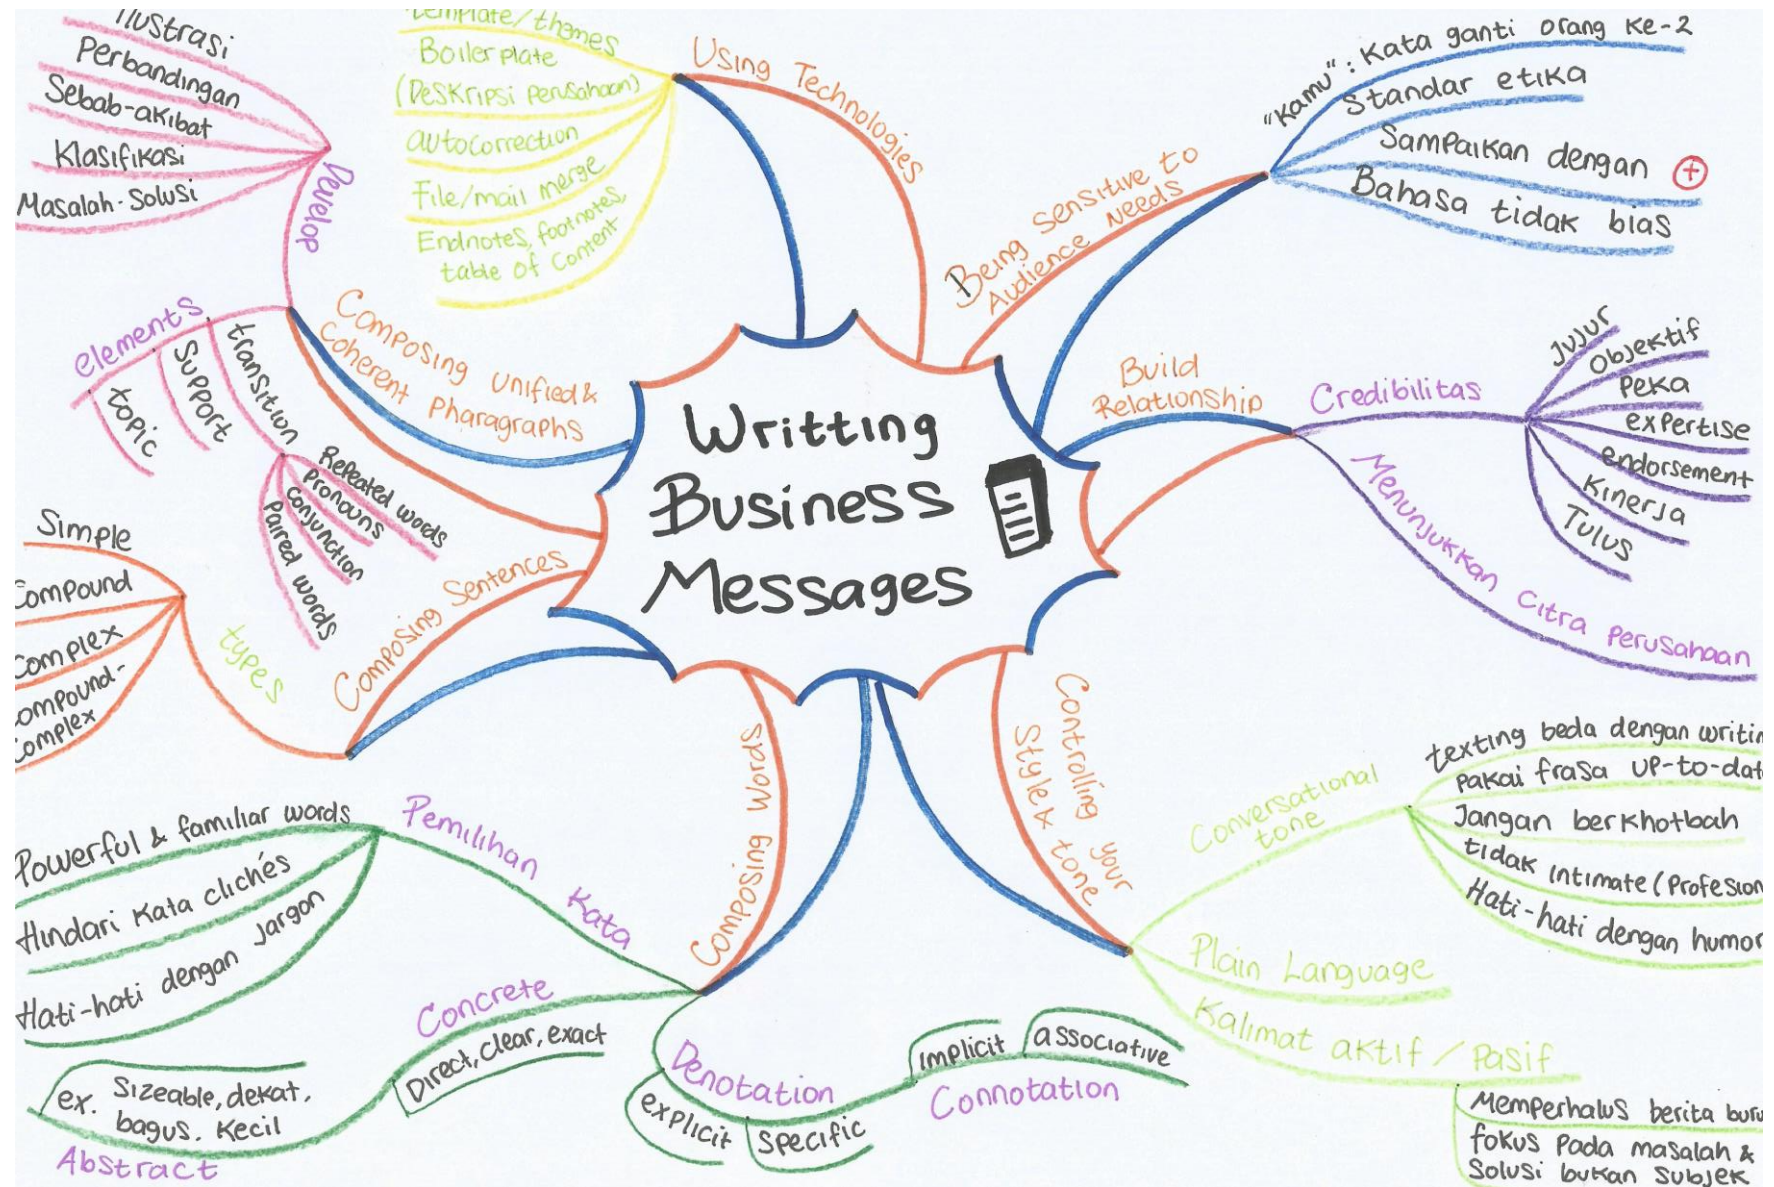 Writting
Business
Messages
Using Technologies
template/themes
Boilerplate
(Deskripsi perusahaan)
autocorrection
File/mail merge
Endnotes, footnotes,
table of content
Being Sensitive to
Audience Needs
"Kamu": Kata ganti orang ke-2
Standar etika
Sampaikan dengan +
Bahasa tidak bias
Build
Relationship
Credibilitas
Jujur
Objektif
Peka
expertise
endorsement
Kinerja
Tulus
Menunjukkan Citra Perusahaan
Controlling your
Style & tone
Conversational
tone
texting beda dengan
Pakai frasa
Jangan berkhotbah
tidak intimate
Hati-hati dengan humor
Plain Language
Kalimat aktif / Pasif
Memperhalus berita
fokus pada masalah &
Solusi bukan Subjek
Composing Words
Pemilihan Kata
Powerful & familiar words
Hindari Kata clichés
Hati-hati dengan Jargon
Concrete
Direct, clear, exact
Abstract
ex. Sizeable, dekat,
bagus. Kecil
Denotation
explicit
specific
Connotation
implicit
associative
Composing Sentences
types
Simple
Compound
Complex
Compound-
Complex
Composing Unified &
Coherent Pharagraphs
Develop
Ilustrasi
Perbandingan
Sebab-akibat
Klasifikasi
Masalah-Solusi
elements
topic
Support
transition
Repeated words
Pronouns
Conjunction
Paired words